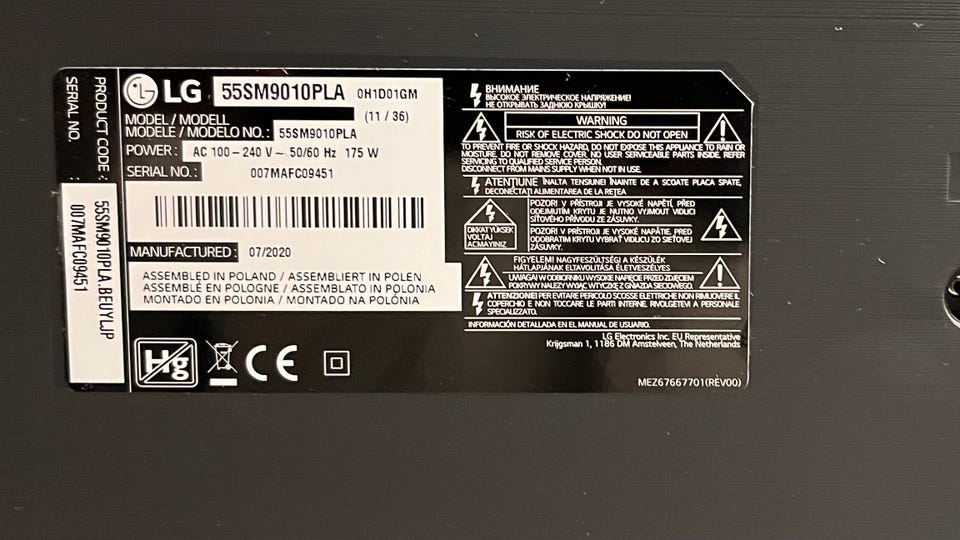 LG 55SM9010PLA 0H1D01GM
(11 / 36)
MODEL / MODELL
MODÈLE / MODELO NO. : 55SM9010PLA
POWER : AC 100 – 240 V ~ 50/60 Hz 175 W
SERIAL NO. : 007MAFC09451
MANUFACTURED : 07/2020
ASSEMBLED IN POLAND / ASSEMBLIERT IN POLEN
ASSEMBLÉ EN POLOGNE / ASSEMBLATO IN POLONIA
MONTADO EN POLONIA / MONTADO NA POLÓNIA
Hg
CE
PRODUCT CODE :
SERIAL NO.
55SM9010PLA.BEUYLJP
007MAFC09451
ВНИМАНИЕ
ВЫСОКОЕ ЭЛЕКТРИЧЕСКОЕ НАПРЯЖЕНИЕ!
НЕ ОТКРЫВАТЬ ЗАДНЮЮ КРЫШКУ!
WARNING
RISK OF ELECTRIC SHOCK DO NOT OPEN
TO PREVENT FIRE OR SHOCK HAZARD, DO NOT EXPOSE THIS APPLIANCE TO RAIN OR
MOISTURE. DO NOT REMOVE COVER. NO USER SERVICEABLE PARTS INSIDE. REFER
SERVICING TO QUALIFIED SERVICE PERSON.
DISCONNECT FROM MAINS SUPPLY WHEN NOT IN USE.
ATENŢIUNE ÎNALTA TENSIUNE! ÎNAINTE DE A SCOATE PLACA SPATE,
DECONECTAŢI ALIMENTAREA DE LA REŢEA
DIKKAT YÜKSEK
VOLTAJ
AÇMAYINIZ
POZOR! V PŘÍSTROJI JE VYSOKÉ NAPĚTÍ, PŘED
ODEJMUTÍM KRYTU JE NUTNO VYJMOUT VIDLICI
SÍŤOVÉHO PŘÍVODU ZE ZÁSUVKY.
POZOR! V PRÍSTROJI JE VYSOKÉ NAPÄTIE, PRED
ODOBRATIM KRYTU VYBRAŤ VIDLICU ZO SIEŤOVEJ
ZÁSUVKY.
FIGYELEM! NAGYFESZÜLTSÉG! A KÉSZÜLÉK
HÁTLAPJÁNAK ELTÁVOLÍTÁSA ÉLETVESZÉLYES
UWAGA! W ODBIORNIKU WYSOKIE NAPIĘCIE PRZED ZDJĘCIEM
POKRYWY NALEŻY WYJĄĆ WTYCZKĘ Z GNIAZDA SIECIOWEGO.
ATTENZIONE! PER EVITARE PERICOLO SCOSSE ELETTRICHE NON RIMUOVERE IL
COPERCHIO E NON TOCCARE LE PARTI INTERNE. RIVOLGETEVI A PERSONALE
SPECIALIZZATO.
INFORMACIÓN DETALLADA EN EL MANUAL DE USUARIO.
LG Electronics Inc. EU Representative
Krijgsman 1, 1186 DM Amstelveen, The Netherlands
MEZ67667701(REV00)